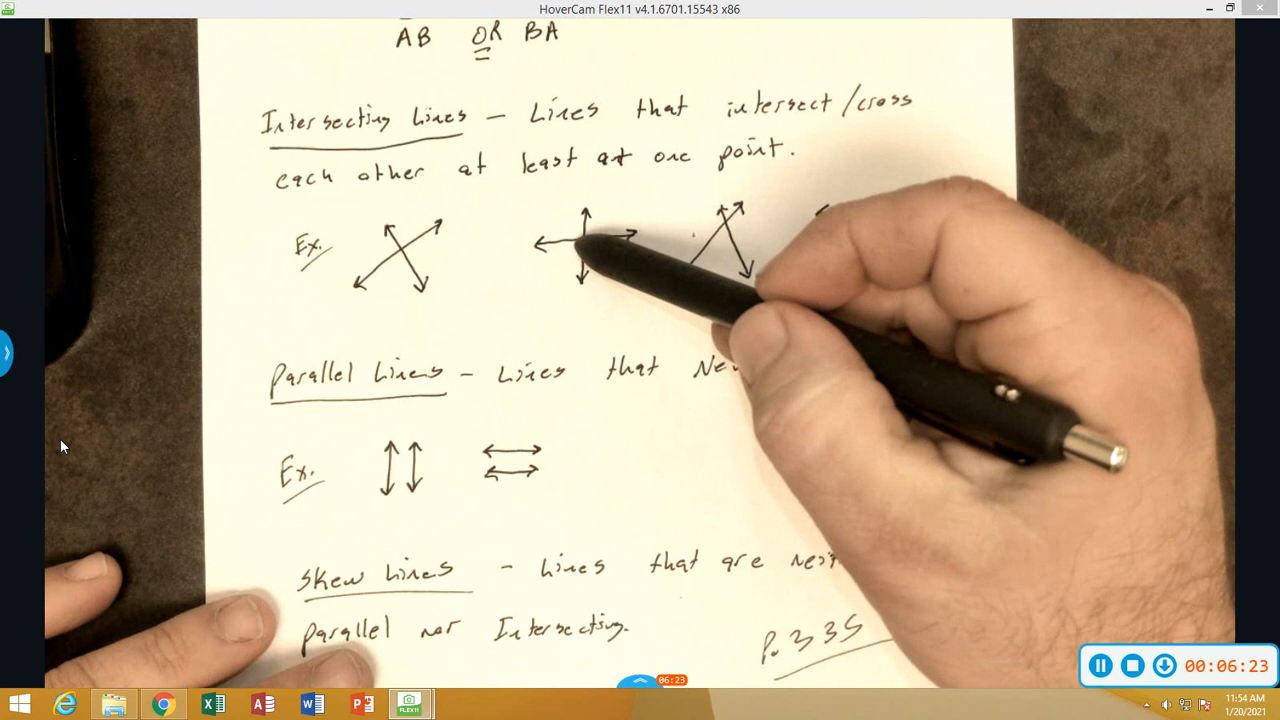 HoverCam Flex11 v4.1.6701.15543 x86
AB OR BA
Intersecting Lines - Lines that intersect/cross
each other at least at one point.
Ex.
Parallel Lines - Lines that
Ex.
Skew Lines - Lines that are
parallel nor Intersecting.
P. 335
00:06:23
06:23
FLEX11
11:54 AM
1/20/2021